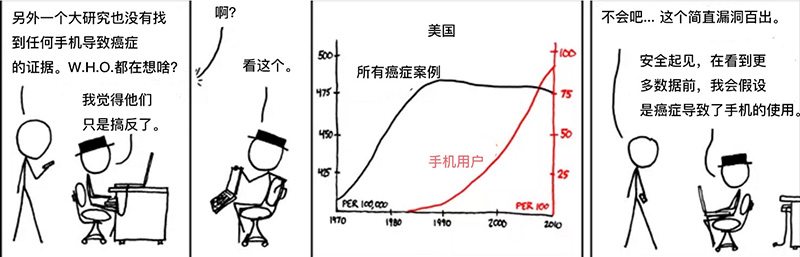 另外一个大研究也没有找
到任何手机导致癌症
的证据。W.H.O.都在想啥?
我觉得他们
只是搞反了。
啊?
看这个。
美国
500
475
450
425
所有癌症案例
手机用户
100
75
50
25
PER 100,000
PER 100
1970
1980
1990
2000
2010
不会吧... 这个简直漏洞百出。
安全起见，在看到更
多数据前，我会假设
是癌症导致了手机的使用。